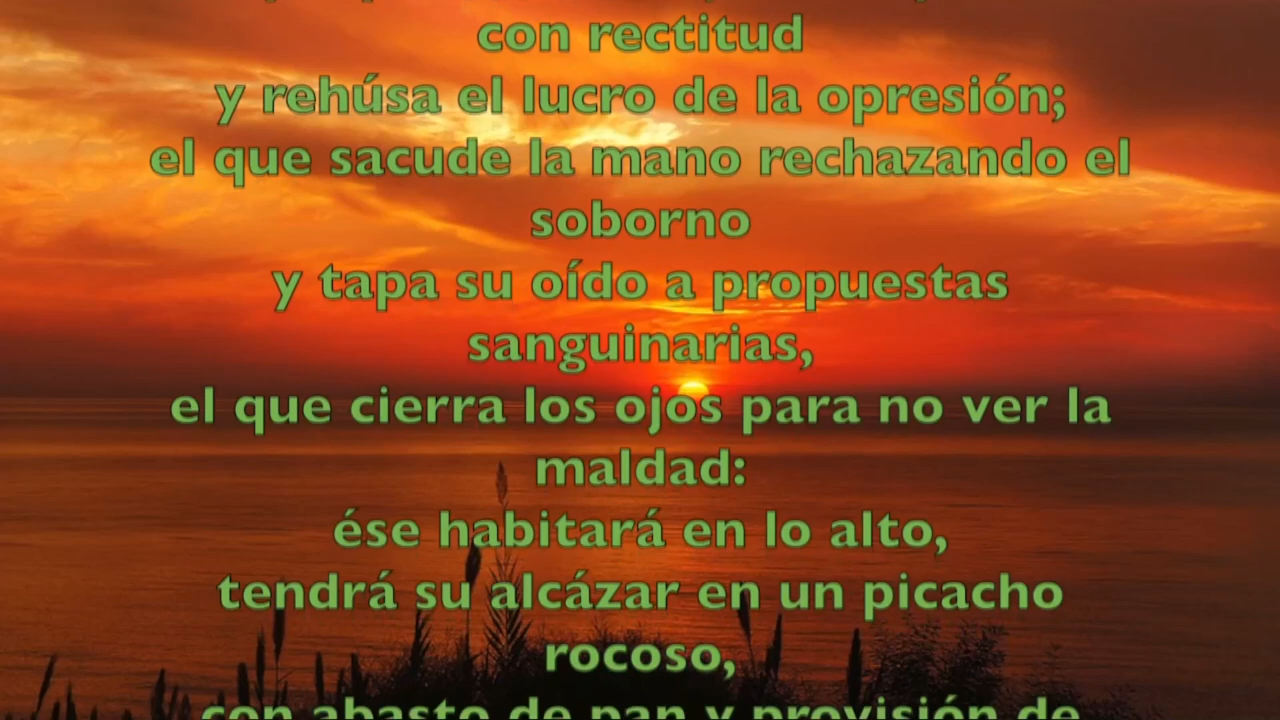 con rectitud
y rehúsa el lucro de la opresión;
el que sacude la mano rechazando el
soborno
y tapa su oído a propuestas
sanguinarias,
el que cierra los ojos para no ver la
maldad:
ése habitará en lo alto,
tendrá su alcázar en un picacho
rocoso,
con abasto de pan y provisión de